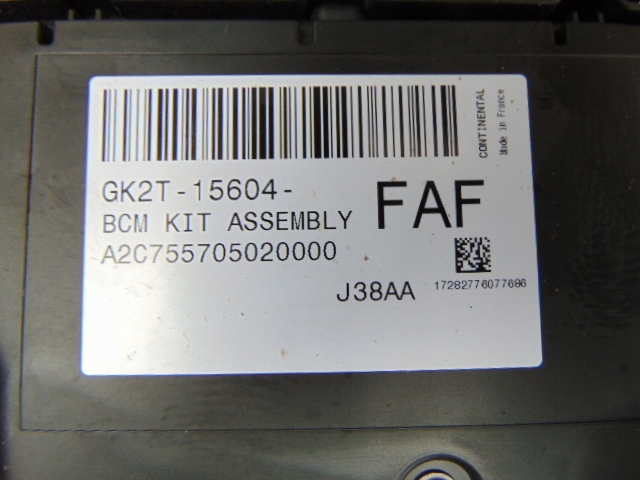 GK2T-15604-
FAF
BCM KIT ASSEMBLY
A2C755705020000
J38AA
17282776077686
CONTINENTAL
Made in France